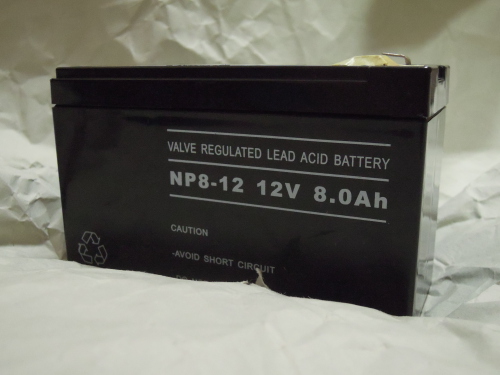 VALVE REGULATED LEAD ACID BATTERY
NP8-12 12V 8.0Ah
CAUTION
-AVOID SHORT CIRCUIT